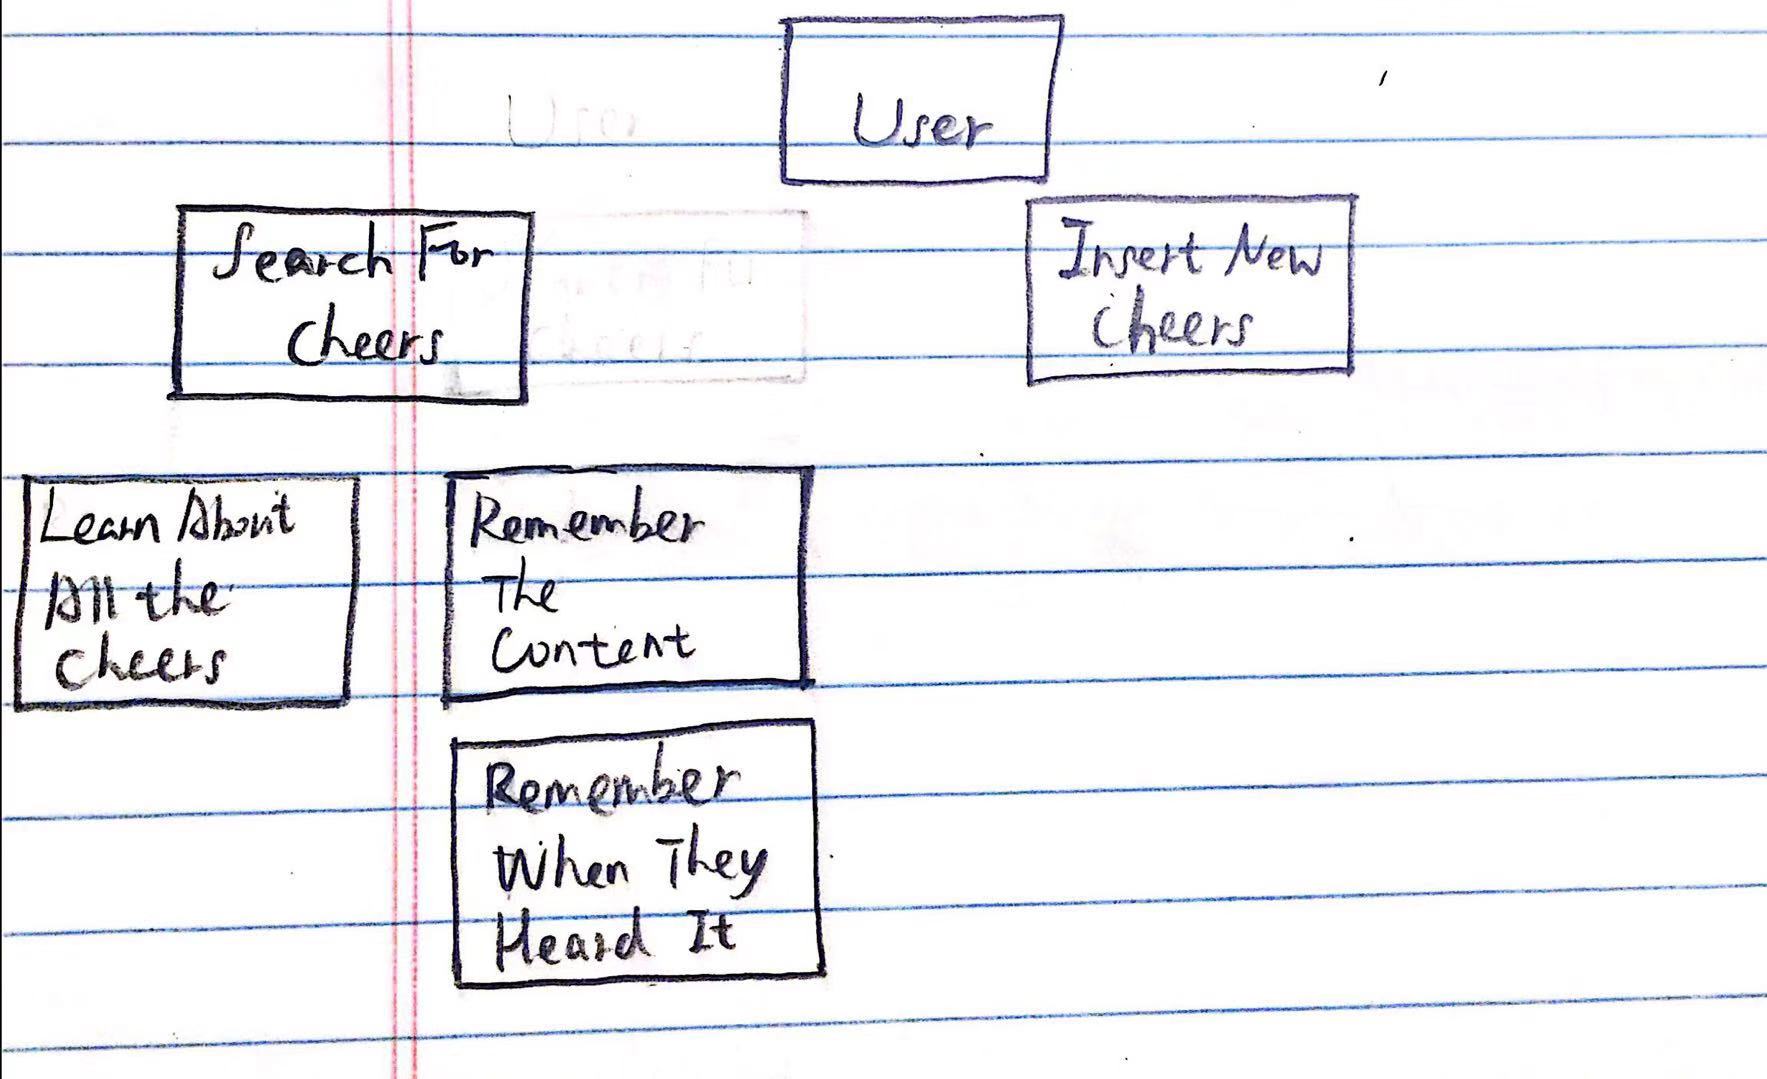 User
Search For
Cheers
Insert New
Cheers
Learn About
All the
Cheers
Remember
The
Content
Remember
When They
Heard It